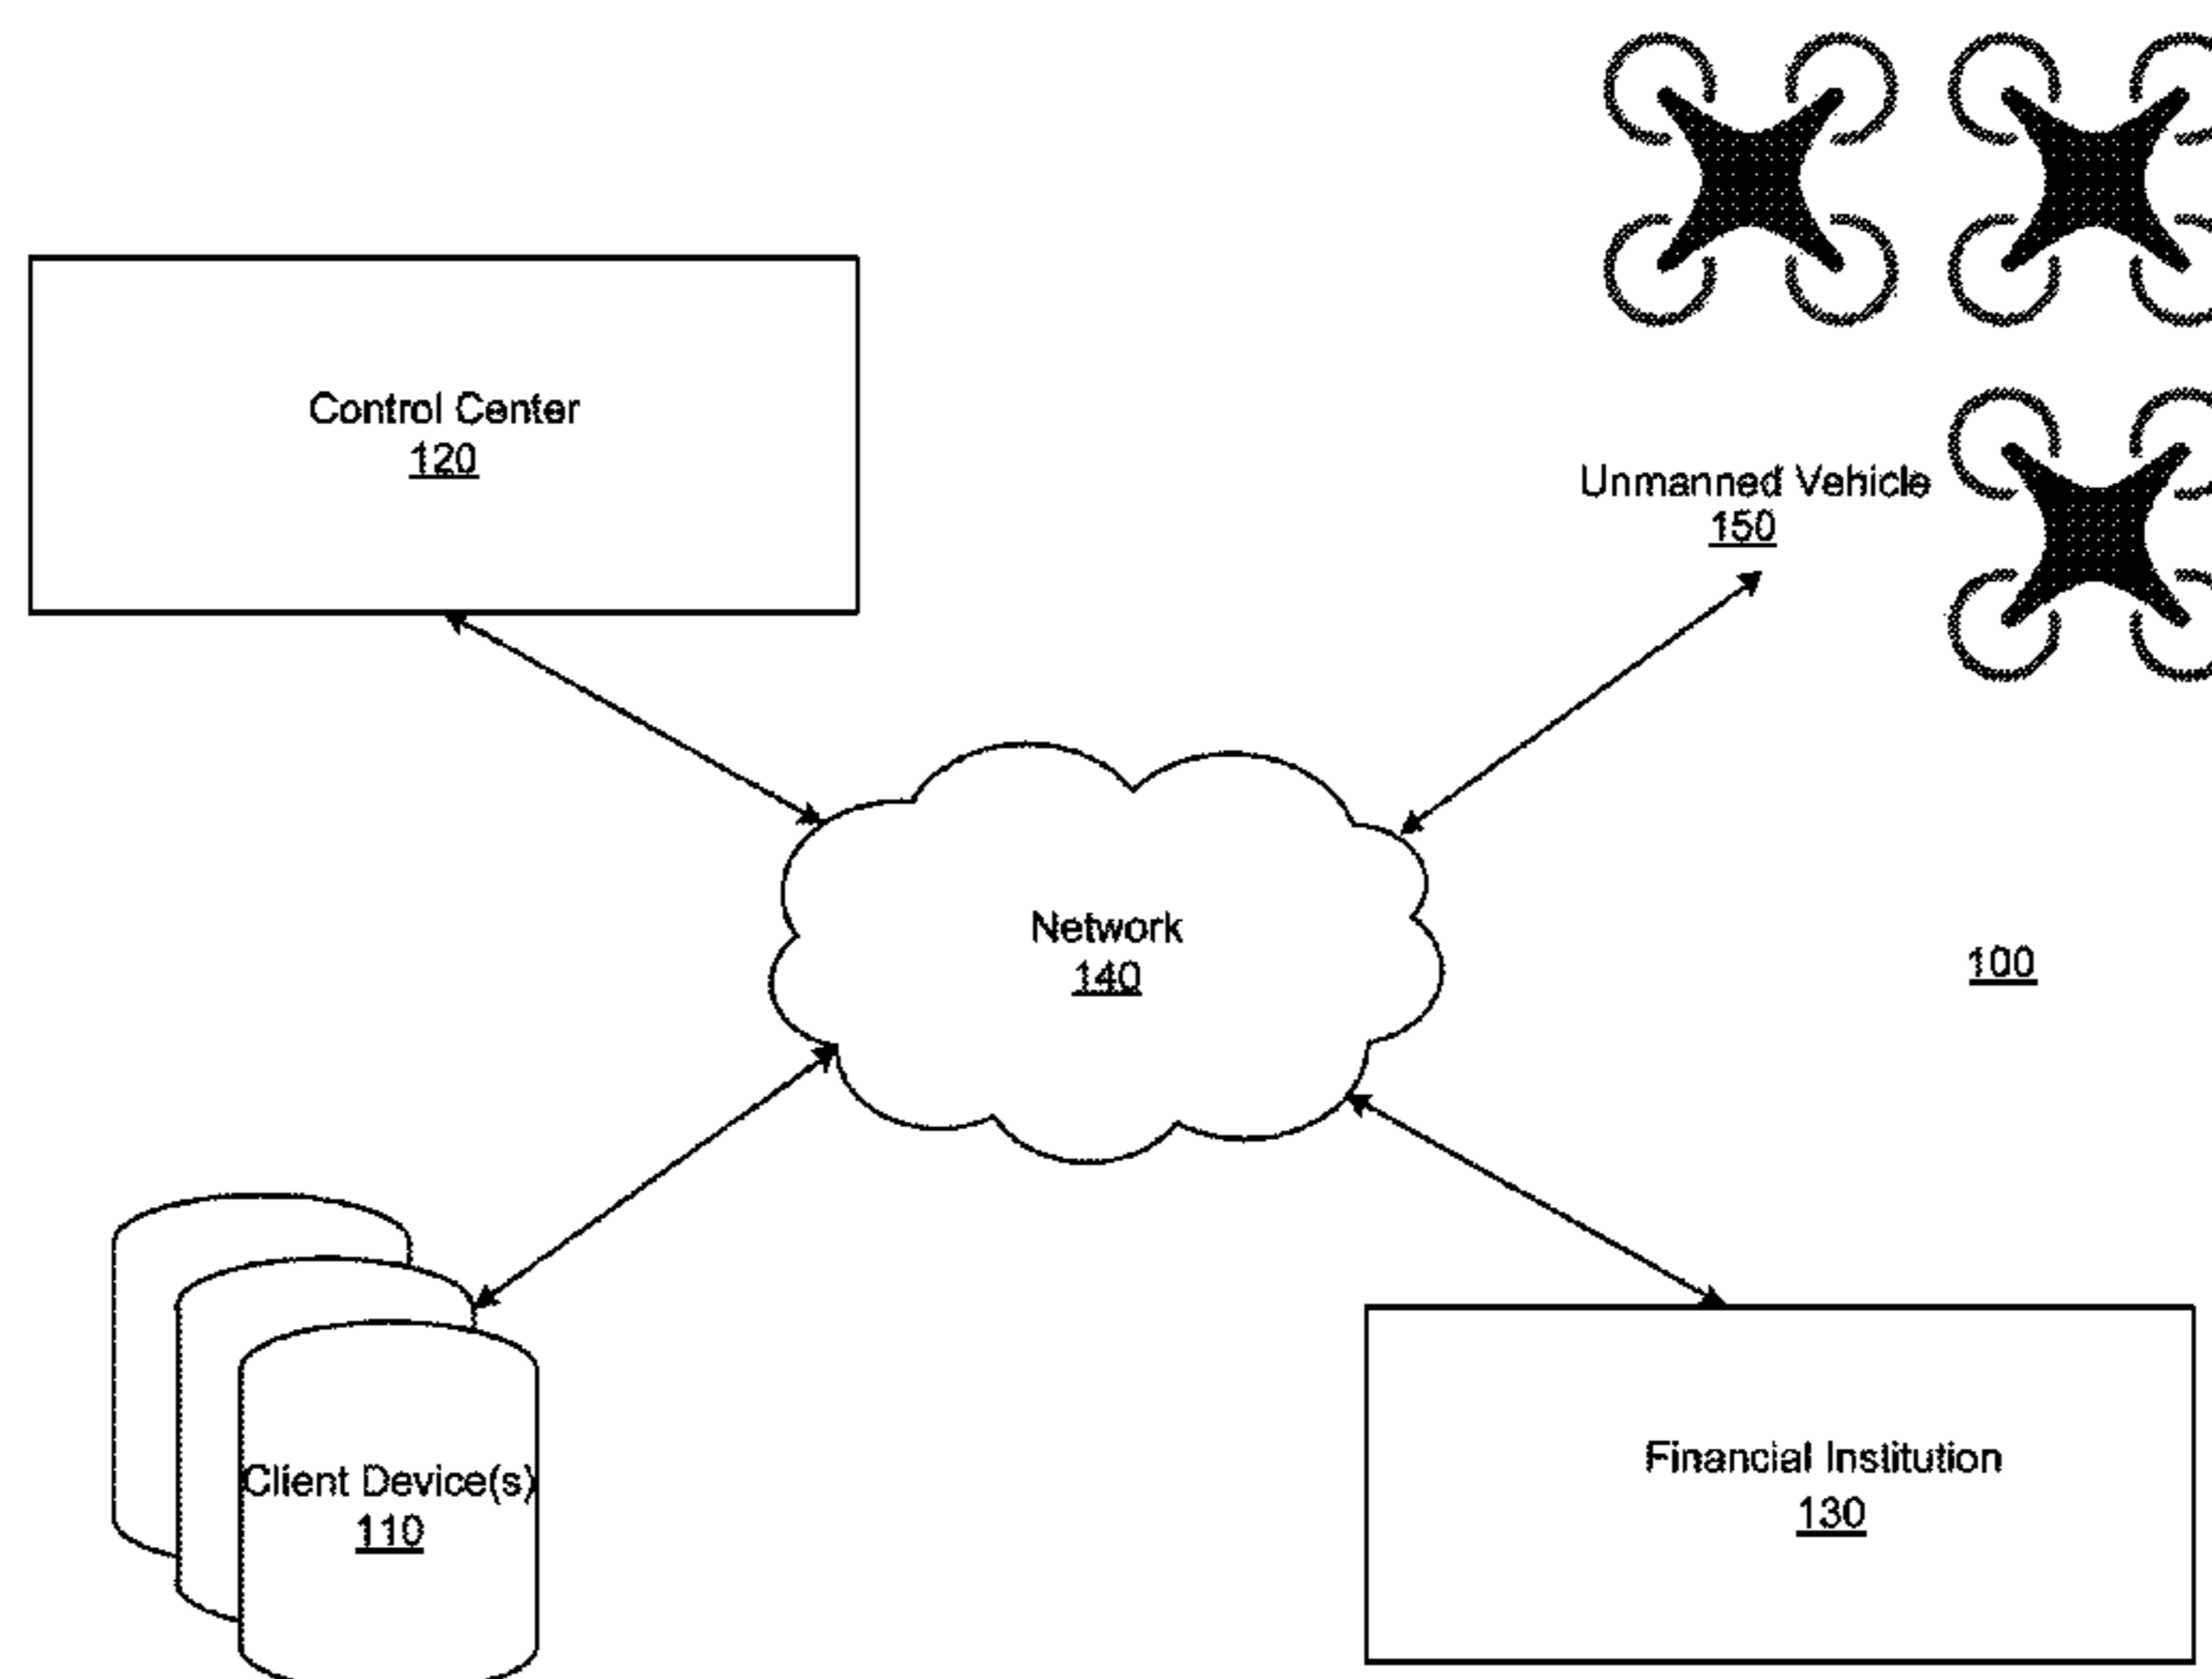 Control Center
120
Unmanned Vehicle
150
Network
140
100
Client Device(s)
110
Financial Institution
130